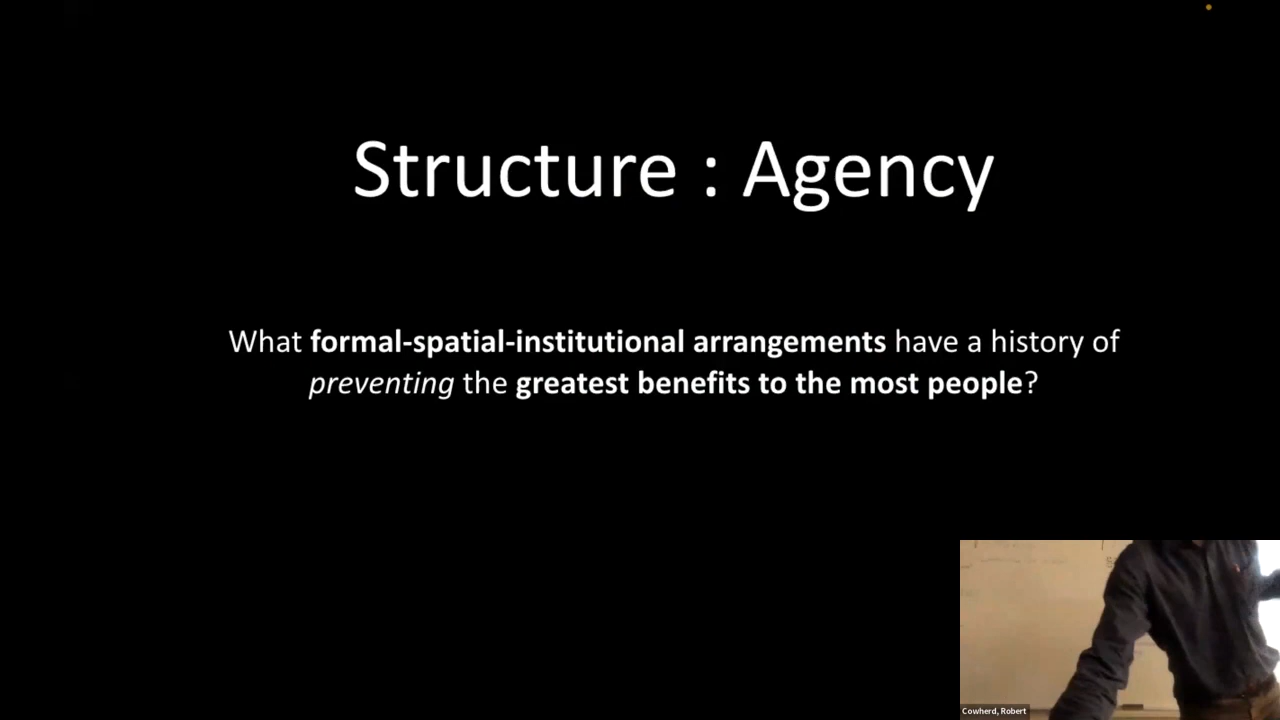 Structure : Agency
What formal-spatial-institutional arrangements have a history of
preventing the greatest benefits to the most people?
Cowherd, Robert